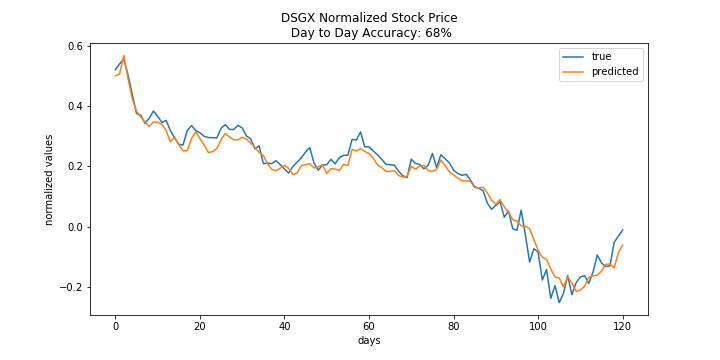 DSGX Normalized Stock Price
Day to Day Accuracy: 68%
true
predicted
normalized values
0.6
0.4
0.2
0.0
−0.2
0
20
40
60
80
100
120
days